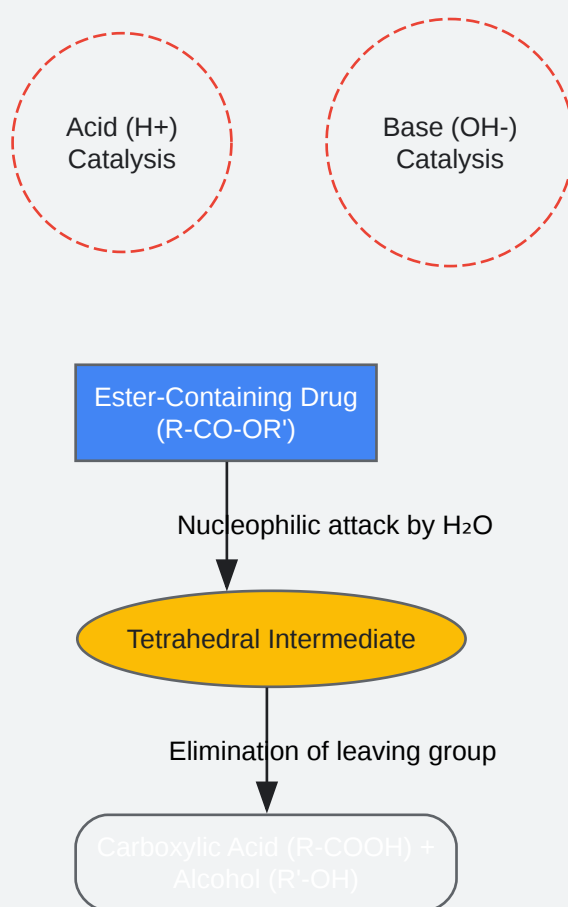 Acid (H+)
Catalysis
Base (OH-)
Catalysis
Ester-Containing Drug
(R-CO-OR')
Nucleophilic attack by H₂O
Tetrahedral Intermediate
Elimination of leaving group
Carboxylic Acid (R-COOH) +
Alcohol (R'-OH)